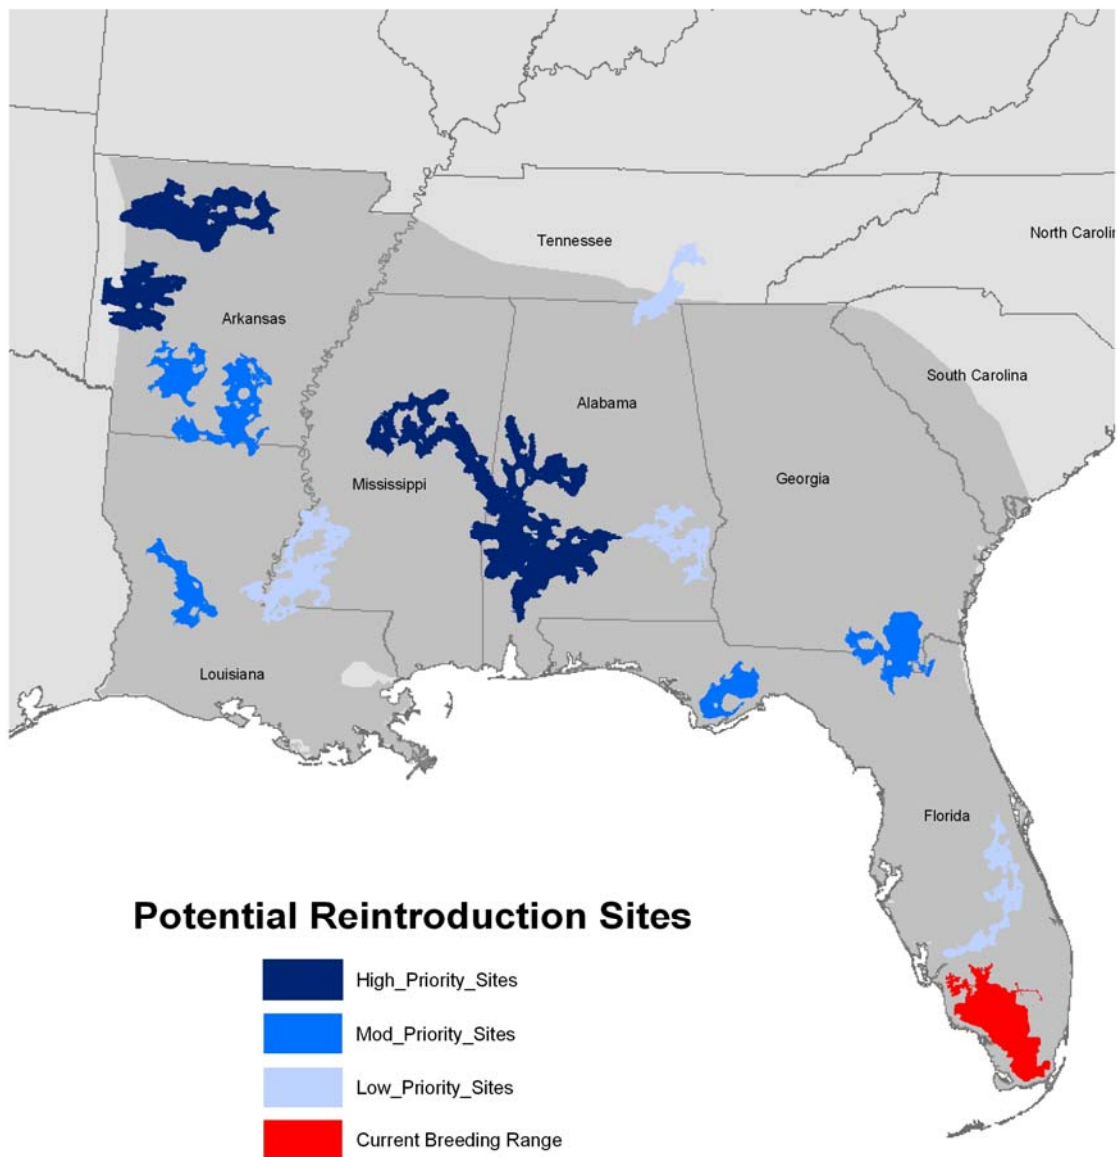 Tennessee
North Carolin
Arkansas
South Carolina
Alabama
Georgia
Mississippi
Louisiana
Florida
Potential Reintroduction Sites
High_Priority_Sites
Mod_Priority_Sites
Low_Priority_Sites
Current Breeding Range